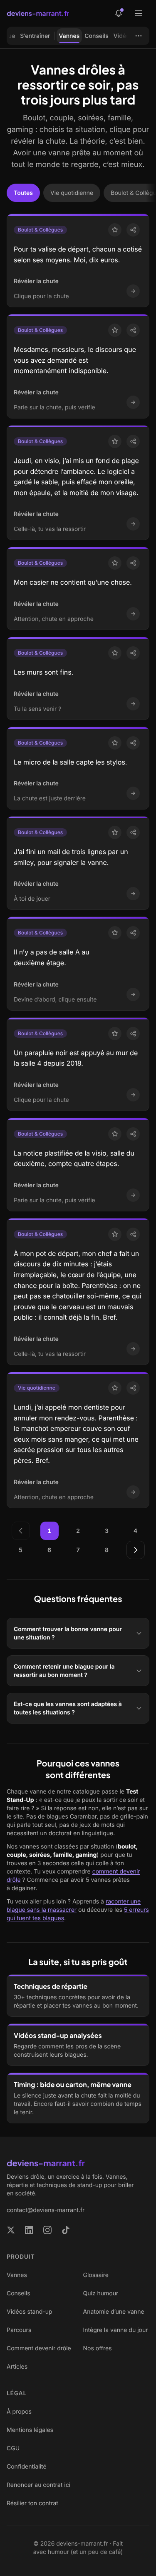 deviens-marrant.fr
S'entraîner Vannes Conseils
Vannes drôles à
ressortir ce soir, pas
trois jours plus tard
Boulot, couple, soirées, famille,
gaming : choisis ta situation, clique pour
révéler la chute. La théorie, c'est bien.
Avoir une vanne prête au moment où
tout le monde te regarde, c'est mieux.
Toutes Vie quotidienne Boulot & Collèg
Boulot & Collègues
Pour ta valise de départ, chacun a cotisé
selon ses moyens. Moi, dix euros.
Révéler la chute
Clique pour la chute
Boulot & Collègues
Mesdames, messieurs, le discours que
vous avez demandé est
momentanément indisponible.
Révéler la chute
Parle sur la chute, puis vérifie
Boulot & Collègues
Jeudi, en visio, j'ai mis un fond de plage
pour détendre l'ambiance. Le logiciel a
gardé le sable, puis effacé mon oreille,
mon épaule, et la moitié de mon visage.
Révéler la chute
Celle-là, tu vas la ressortir
Boulot & Collègues
Mon casier ne contient qu'une chose.
Révéler la chute
Attention, chute en approche
Boulot & Collègues
Les murs sont fins.
Révéler la chute
Tu la sens venir ?
Boulot & Collègues
Le micro de la salle capte les stylos.
Révéler la chute
La chute est juste derrière
Boulot & Collègues
J'ai fini un mail de trois lignes par un
smiley, pour signaler la vanne.
Révéler la chute
À toi de jouer
Boulot & Collègues
Il n'y a pas de salle A au
deuxième étage.
Révéler la chute
Devine d'abord, clique ensuite
Boulot & Collègues
Un parapluie noir est appuyé au mur de
la salle 4 depuis 2018.
Révéler la chute
Clique pour la chute
Boulot & Collègues
La notice plastifiée de la visio, salle du
deuxième, compte quatre étapes.
Révéler la chute
Parie sur la chute, puis vérifie
Boulot & Collègues
À mon pot de départ, mon chef a fait un
discours de dix minutes : j'étais
irremplaçable, le cœur de l'équipe, une
chance pour la boîte. Parenthèse : on ne
peut pas se chatouiller soi-même, ce qui
prouve que le cerveau est un mauvais
public : il connaît déjà la fin. Bref.
Révéler la chute
Celle-là, tu vas la ressortir
Vie quotidienne
Lundi, j'ai appelé mon dentiste pour
annuler mon rendez-vous. Parenthèse :
le manchot empereur couve son œuf
deux mois sans manger, ce qui met une
sacrée pression sur tous les autres
pères. Bref.
Révéler la chute
Attention, chute en approche
1 2 3 4
5 6 7 8
Questions fréquentes
Comment trouver la bonne vanne pour
une situation ?
Comment retenir une blague pour la
ressortir au bon moment ?
Est-ce que les vannes sont adaptées à
toutes les situations ?
Pourquoi ces vannes
sont différentes
Chaque vanne de notre catalogue passe le Test
Stand-Up : « est-ce que je peux la sortir ce soir et
faire rire ? » Si la réponse est non, elle n'est pas sur
le site. Pas de blagues Carambar, pas de grille-pain
qui parle tout seul, pas de jeux de mots qui
nécessitent un doctorat en linguistique.
Nos vannes sont classées par situation (boulot,
couple, soirées, famille, gaming) pour que tu
trouves en 3 secondes celle qui colle à ton
contexte. Tu veux comprendre comment devenir
drôle ? Commence par avoir 5 vannes prêtes
à dégainer.
Tu veux aller plus loin ? Apprends à raconter une
blague sans la massacrer ou découvre les 5 erreurs
qui tuent tes blagues.
La suite, si tu as pris goût
Techniques de répartie
30+ techniques concrètes pour avoir de la
répartie et placer tes vannes au bon moment.
Vidéos stand-up analysées
Regarde comment les pros de la scène
construisent leurs blagues.
Timing : bide ou carton, même vanne
Le silence juste avant la chute fait la moitié du
travail. Encore faut-il savoir combien de temps
le tenir.
deviens-marrant.fr
Deviens drôle, un exercice à la fois. Vannes,
répartie et techniques de stand-up pour briller
en société.
contact@deviens-marrant.fr
PRODUIT
Vannes Glossaire
Conseils Quiz humour
Vidéos stand-up Anatomie d'une vanne
Parcours Intègre la vanne du jour
Comment devenir drôle Nos offres
Articles
LÉGAL
À propos
Mentions légales
CGU
Confidentialité
Renoncer au contrat ici
Résilier ton contrat
© 2026 deviens-marrant.fr · Fait
avec humour (et un peu de café)